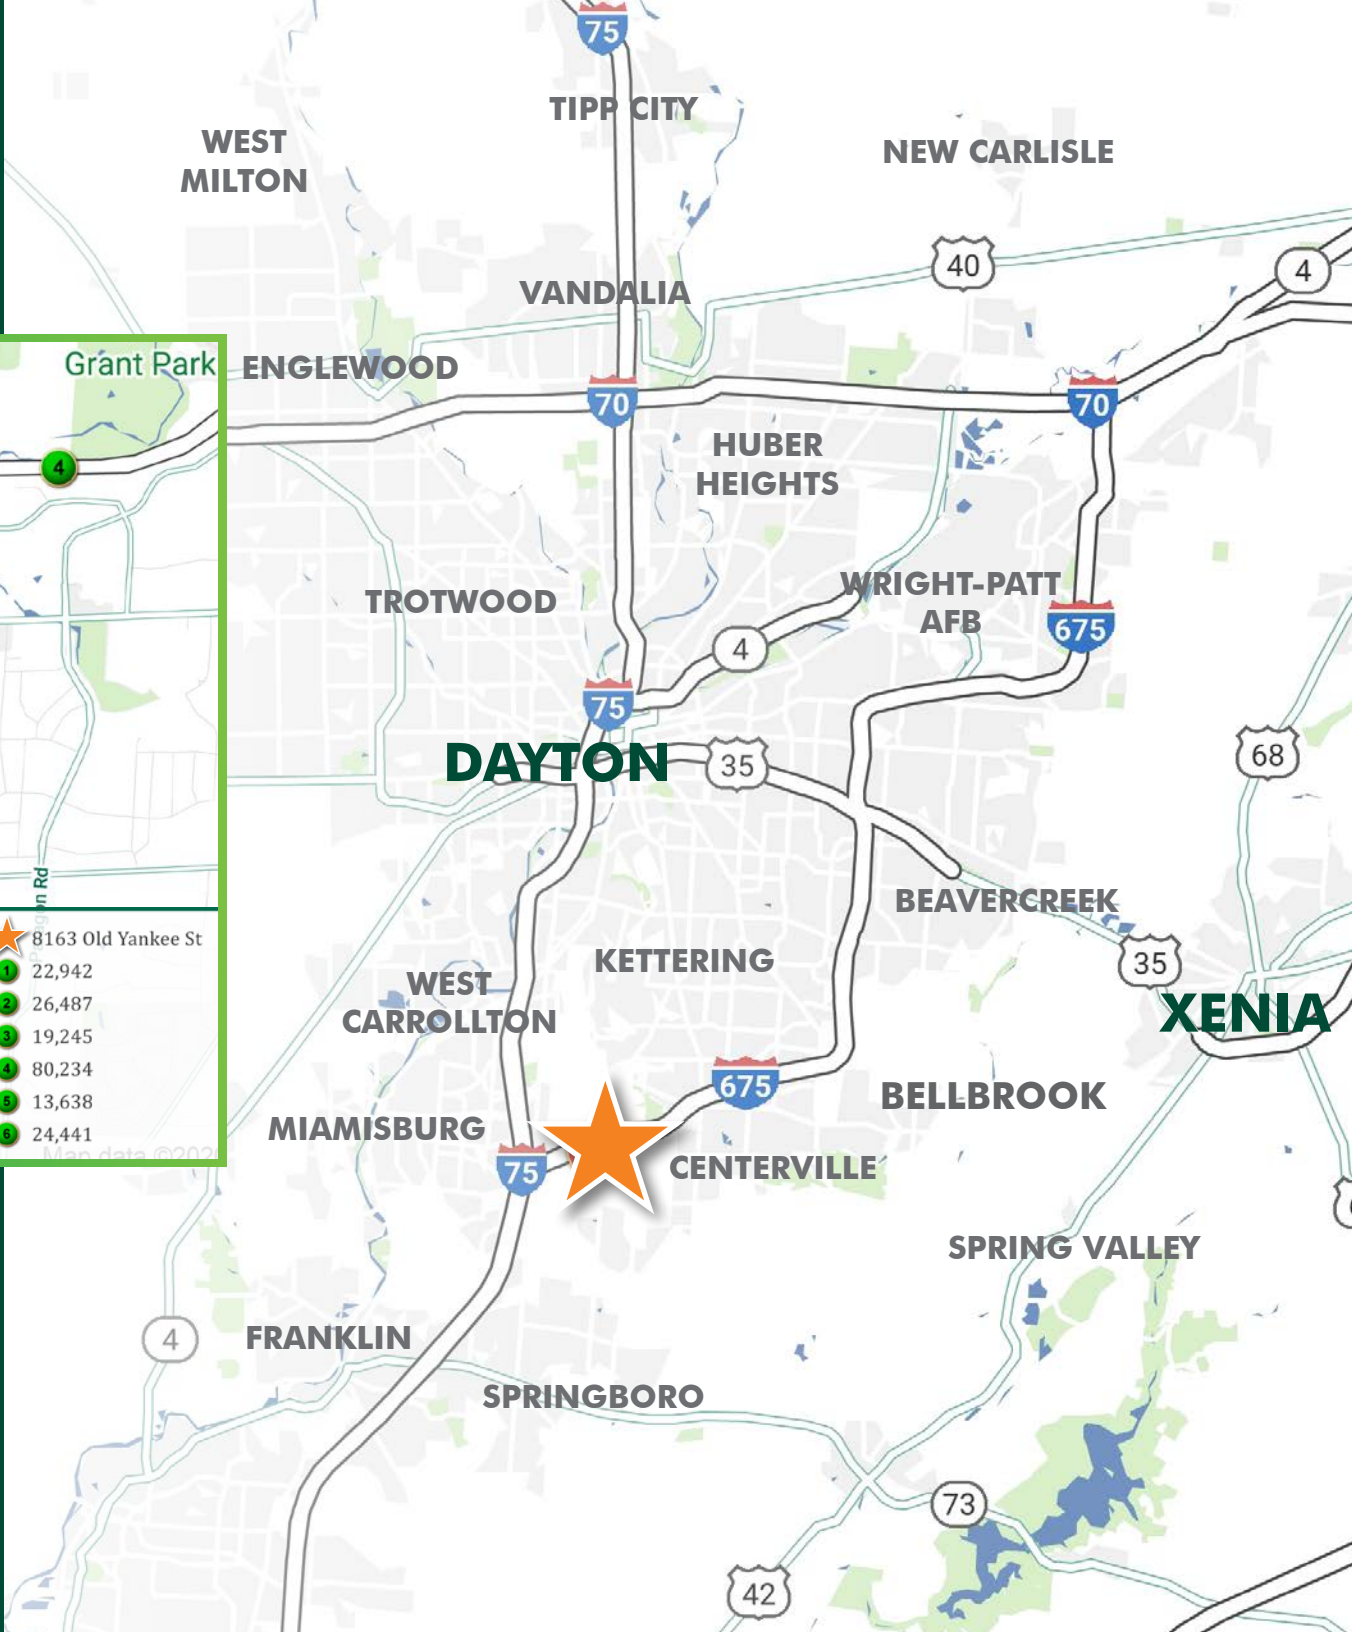 75
TIPP CITY
WEST
MILTON
NEW CARLISLE
40
4
VANDALIA
Grant Park
ENGLEWOOD
70
70
HUBER
HEIGHTS
4
WRIGHT-PATT
AFB
TROTWOOD
675
4
75
DAYTON
35
68
BEAVERCREEK
KETTERING
35
WEST
CARROLLTON
XENIA
8163 Old Yankee St
1 22,942
2 26,487
3 19,245
4 80,234
5 13,638
6 24,441
Map data ©202
675
BELLBROOK
MIAMISBURG
75
CENTERVILLE
SPRING VALLEY
4
FRANKLIN
SPRINGBORO
73
42